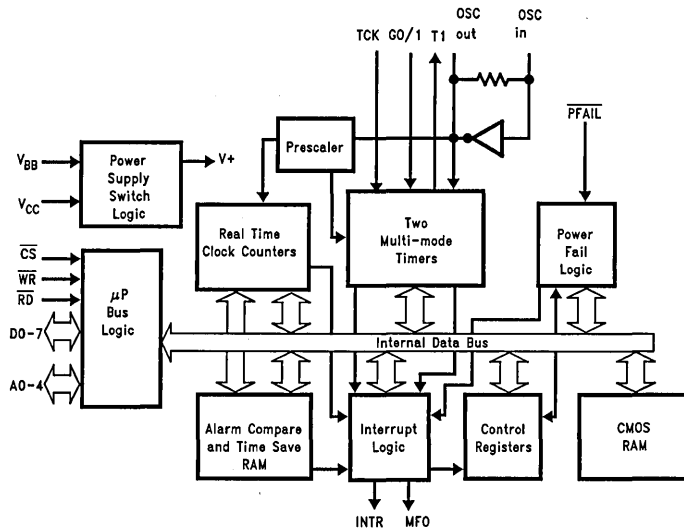 OSC OSC
TCK G0/1 T1 out in
PFAIL
Prescaler
VBB
Power
Supply
Switch
Logic
V+
VCC
Real Time
Clock Counters
Two
Multi-mode
Timers
Power
Fail
Logic
CS
WR
RD
μP
Bus
Logic
D0-7
A0-4
Internal Data Bus
Alarm Compare
and Time Save
RAM
Interrupt
Logic
Control
Registers
CMOS
RAM
INTR MFO